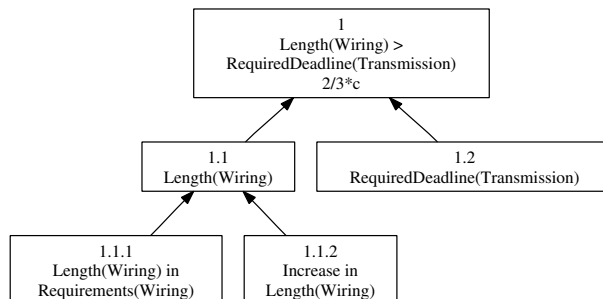 1
Length(Wiring) >
RequiredDeadline(Transmission)
2/3*c
1.1
Length(Wiring)
1.2
RequiredDeadline(Transmission)
1.1.1
Length(Wiring) in
Requirements(Wiring)
1.1.2
Increase in
Length(Wiring)